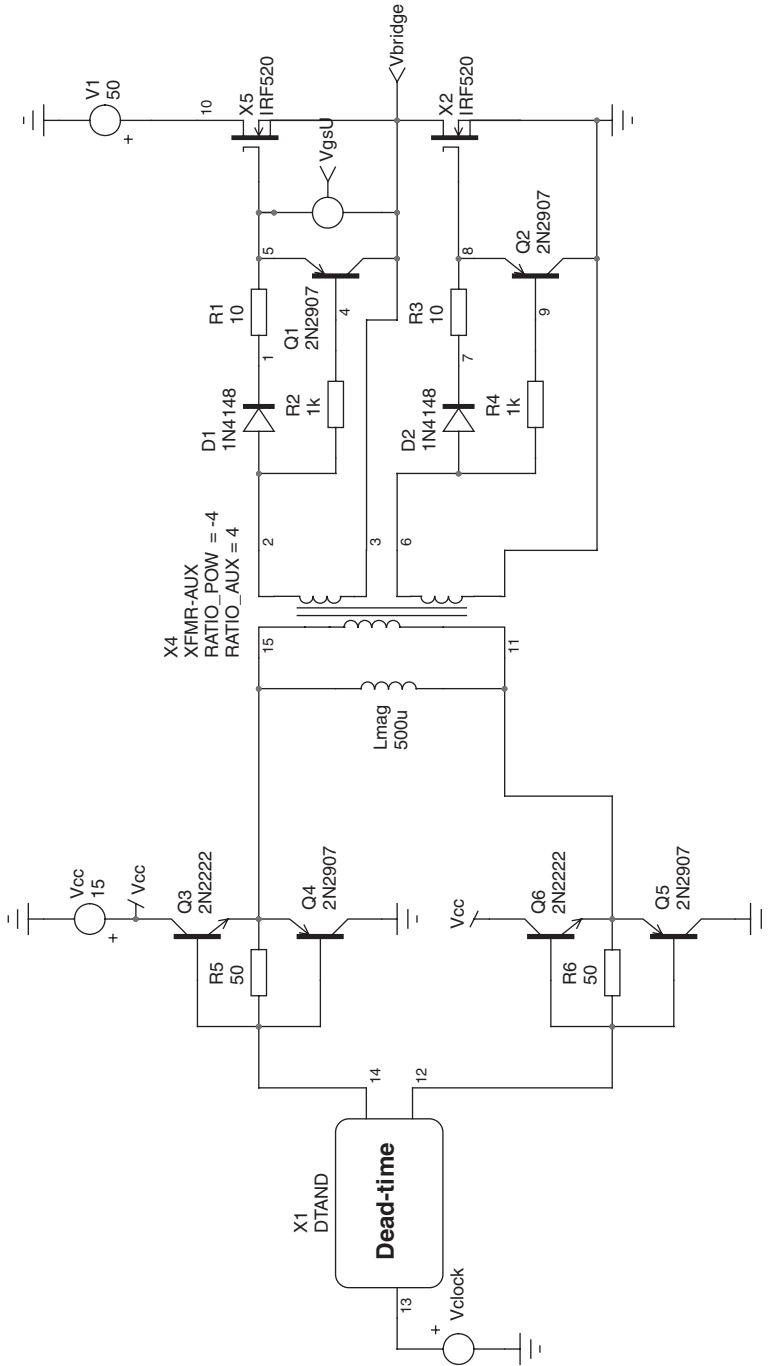 V1
50
10
X5
IRF520
Vbridge
X2
IRF520
VgsU
5
R1
10
1
Q1
2N2907
4
D1
1N4148
R2
1k
8
Q2
2N2907
R3
10
7
9
D2
1N4148
R4
1k
2
3
6
X4
XFMR-AUX
RATIO_POW = -4
RATIO_AUX = 4
15
11
Lmag
500u
Vcc
15
+
Vcc
Q3
2N2222
Q4
2N2907
R5
50
Vcc
Q6
2N2222
Q5
2N2907
R6
50
14
12
X1
DTAND
Dead-time
13
Vclock
+
+